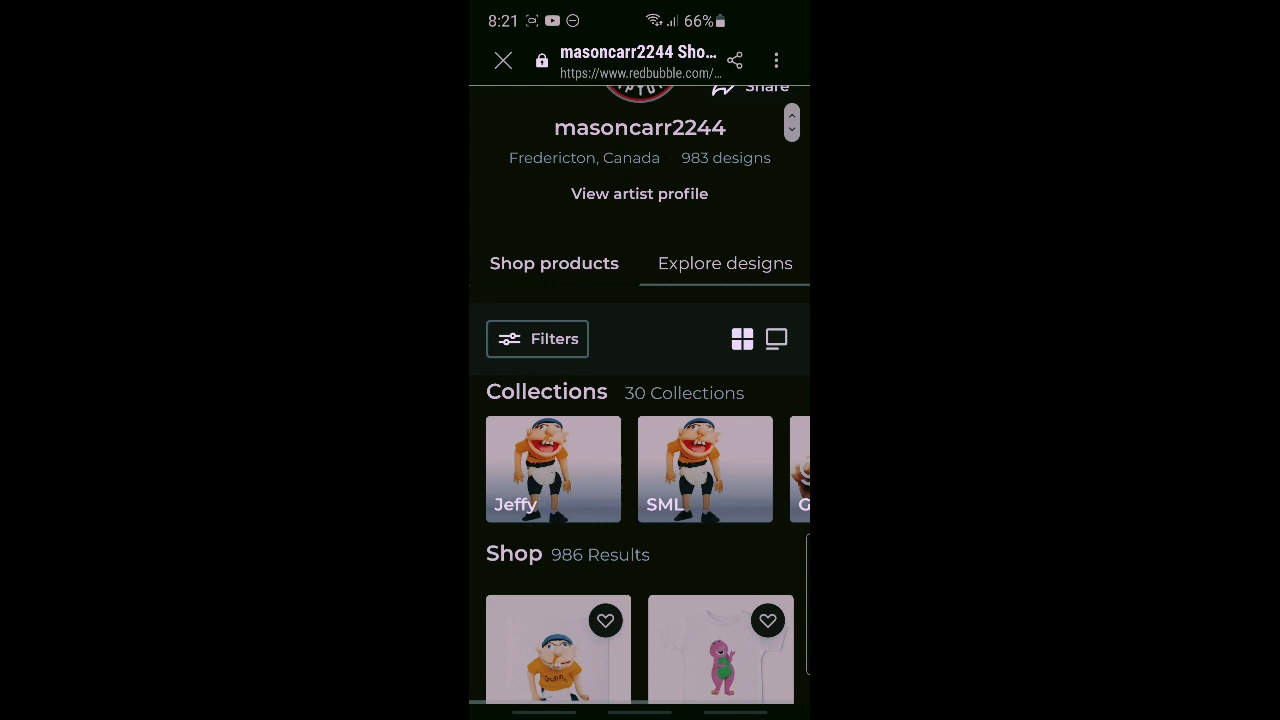 8:21 66%
masoncarr2244 Sho...
https://www.redbubble.com/...
Share
masoncarr2244
Fredericton, Canada 983 designs
View artist profile
Shop products Explore designs
Filters
Collections 30 Collections
Jeffy SML G
Shop 986 Results